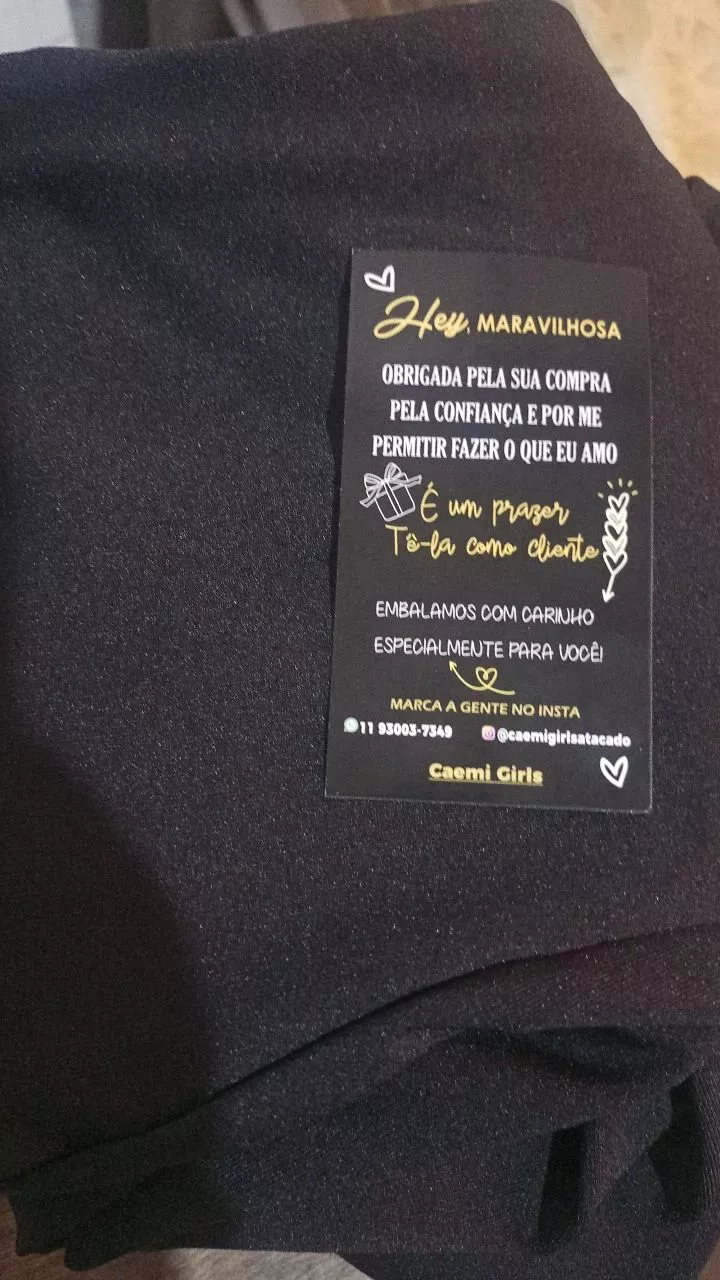 Hey, MARAVILHOSA
OBRIGADA PELA SUA COMPRA
PELA CONFIANÇA E POR ME
PERMITIR FAZER O QUE EU AMO
É um prazer
Tê-la como cliente
EMBALAMOS COM CARINHO
ESPECIALMENTE PARA VOCÊ!
MARCA A GENTE NO INSTA
11 93003-7349 @caemigirlsatacado
Caemi Girls